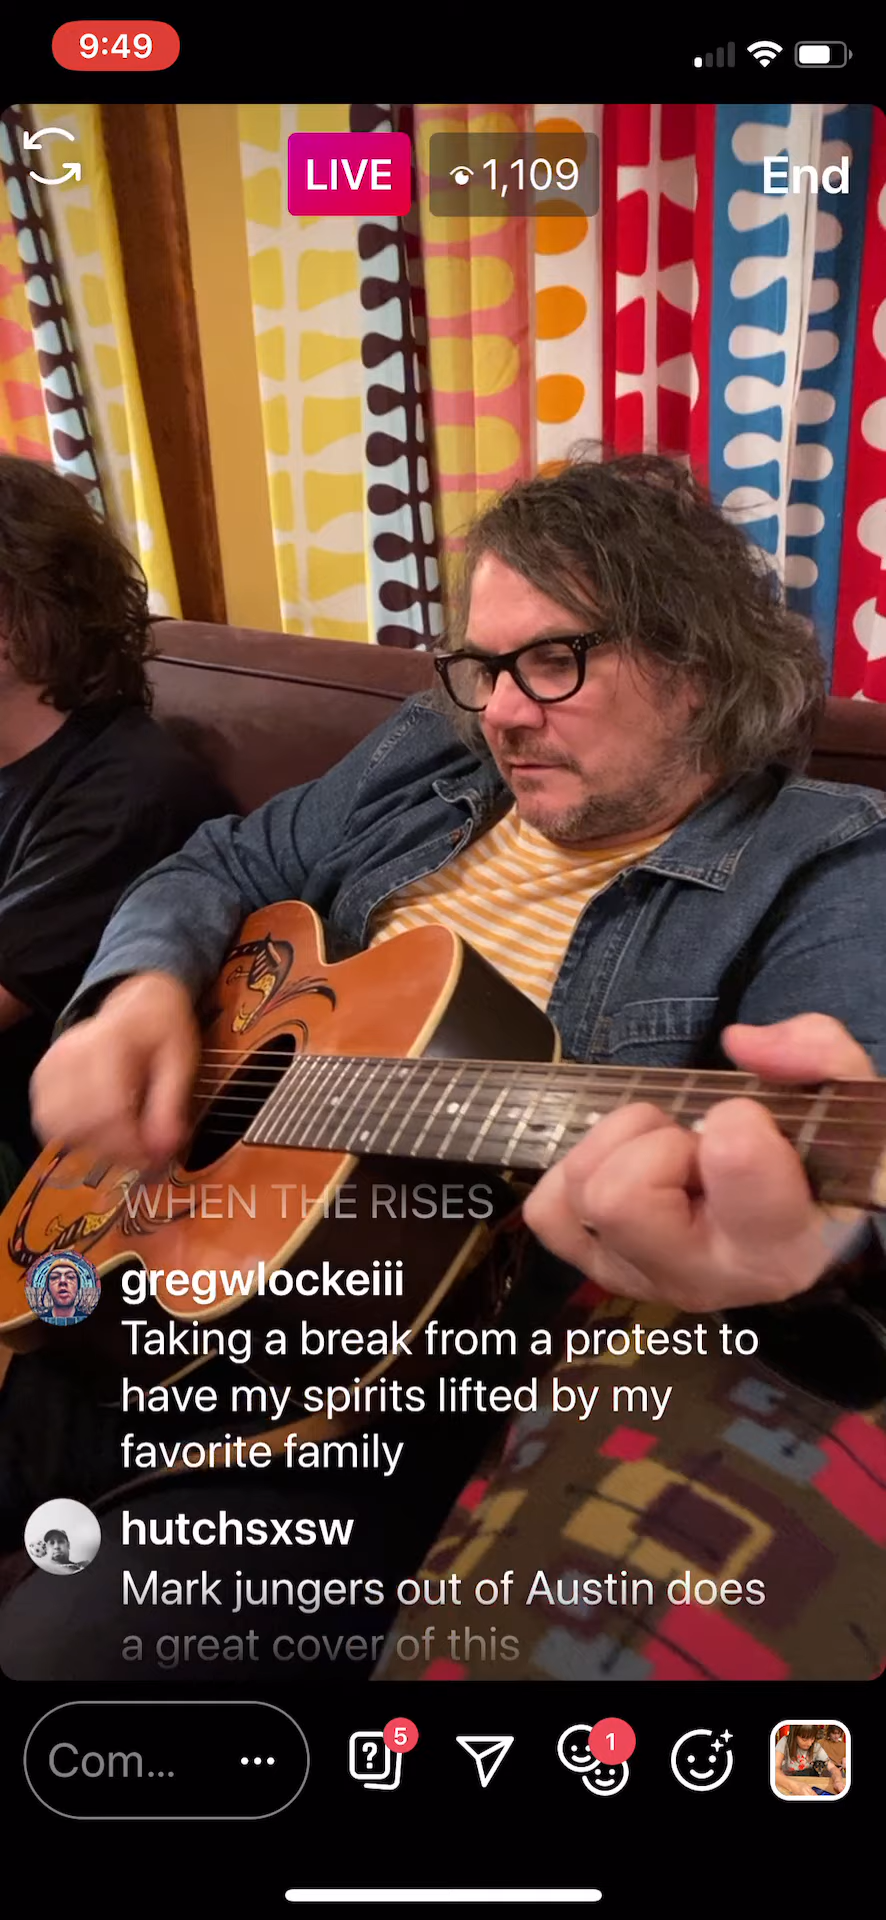 9:49
LIVE
1,109
End
WHEN THE RISES
gregwlockeiii
Taking a break from a protest to
have my spirits lifted by my
favorite family
hutchsxsw
Mark jungers out of Austin does
a great cover of this
Com...
5
?
1